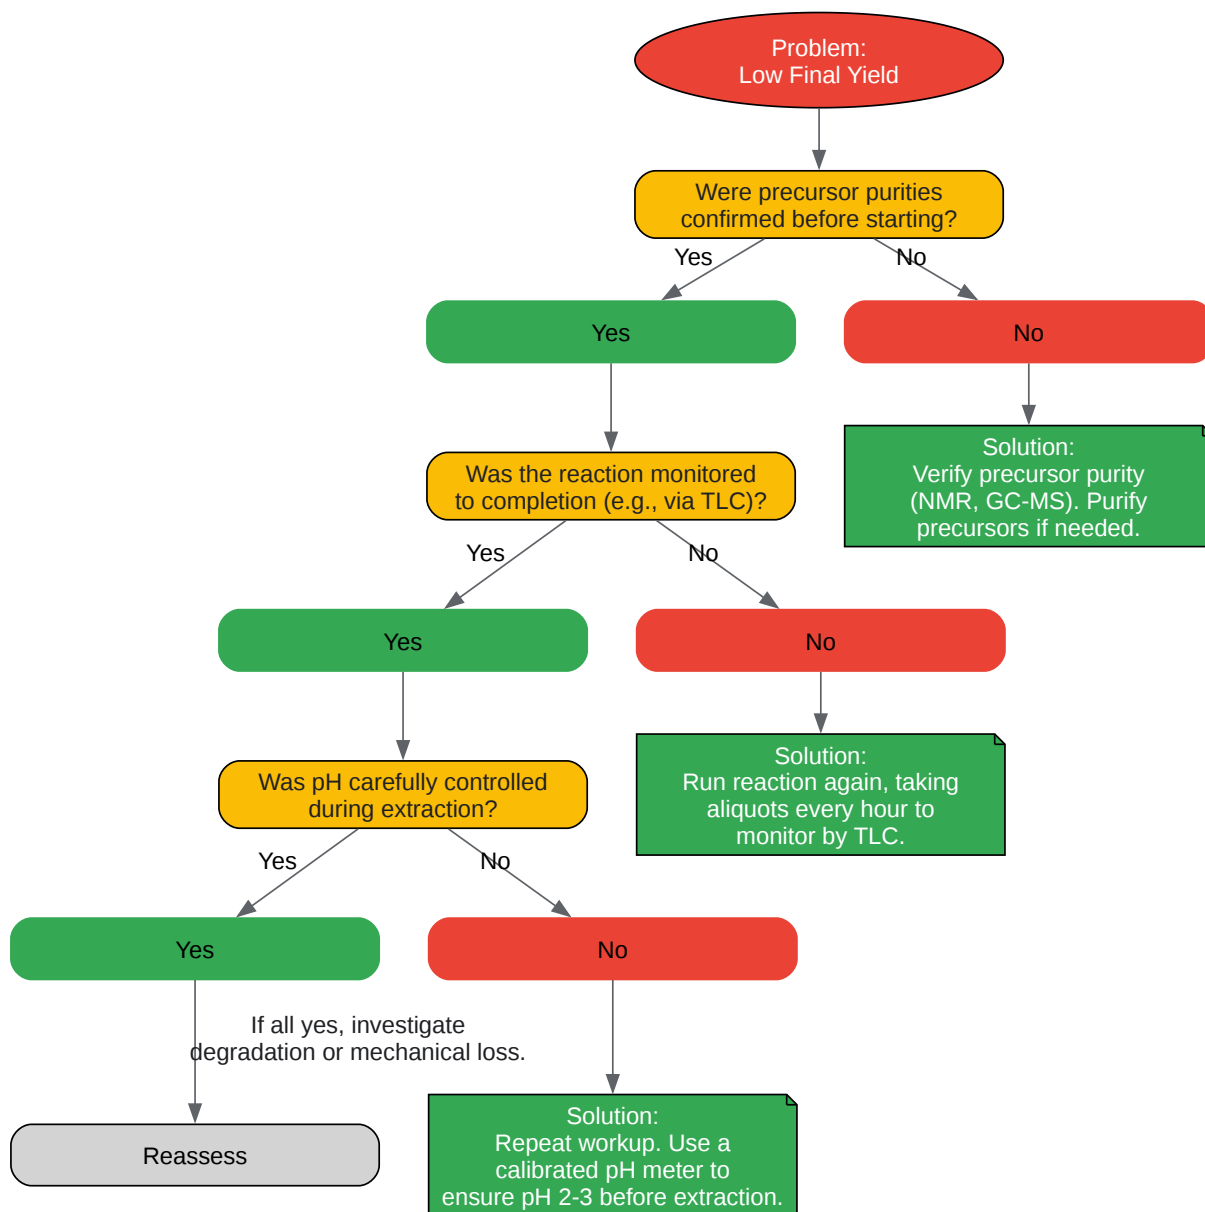 Problem:
Low Final Yield
Were precursor purities
confirmed before starting?
Yes
No
Yes
No
Was the reaction monitored
to completion (e.g., via TLC)?
Solution:
Verify precursor purity
(NMR, GC-MS). Purify
precursors if needed.
Yes
No
Yes
No
Was pH carefully controlled
during extraction?
Solution:
Run reaction again, taking
aliquots every hour to
monitor by TLC.
Yes
No
Yes
No
If all yes, investigate
degradation or mechanical loss.
Reassess
Solution:
Repeat workup. Use a
calibrated pH meter to
ensure pH 2-3 before extraction.